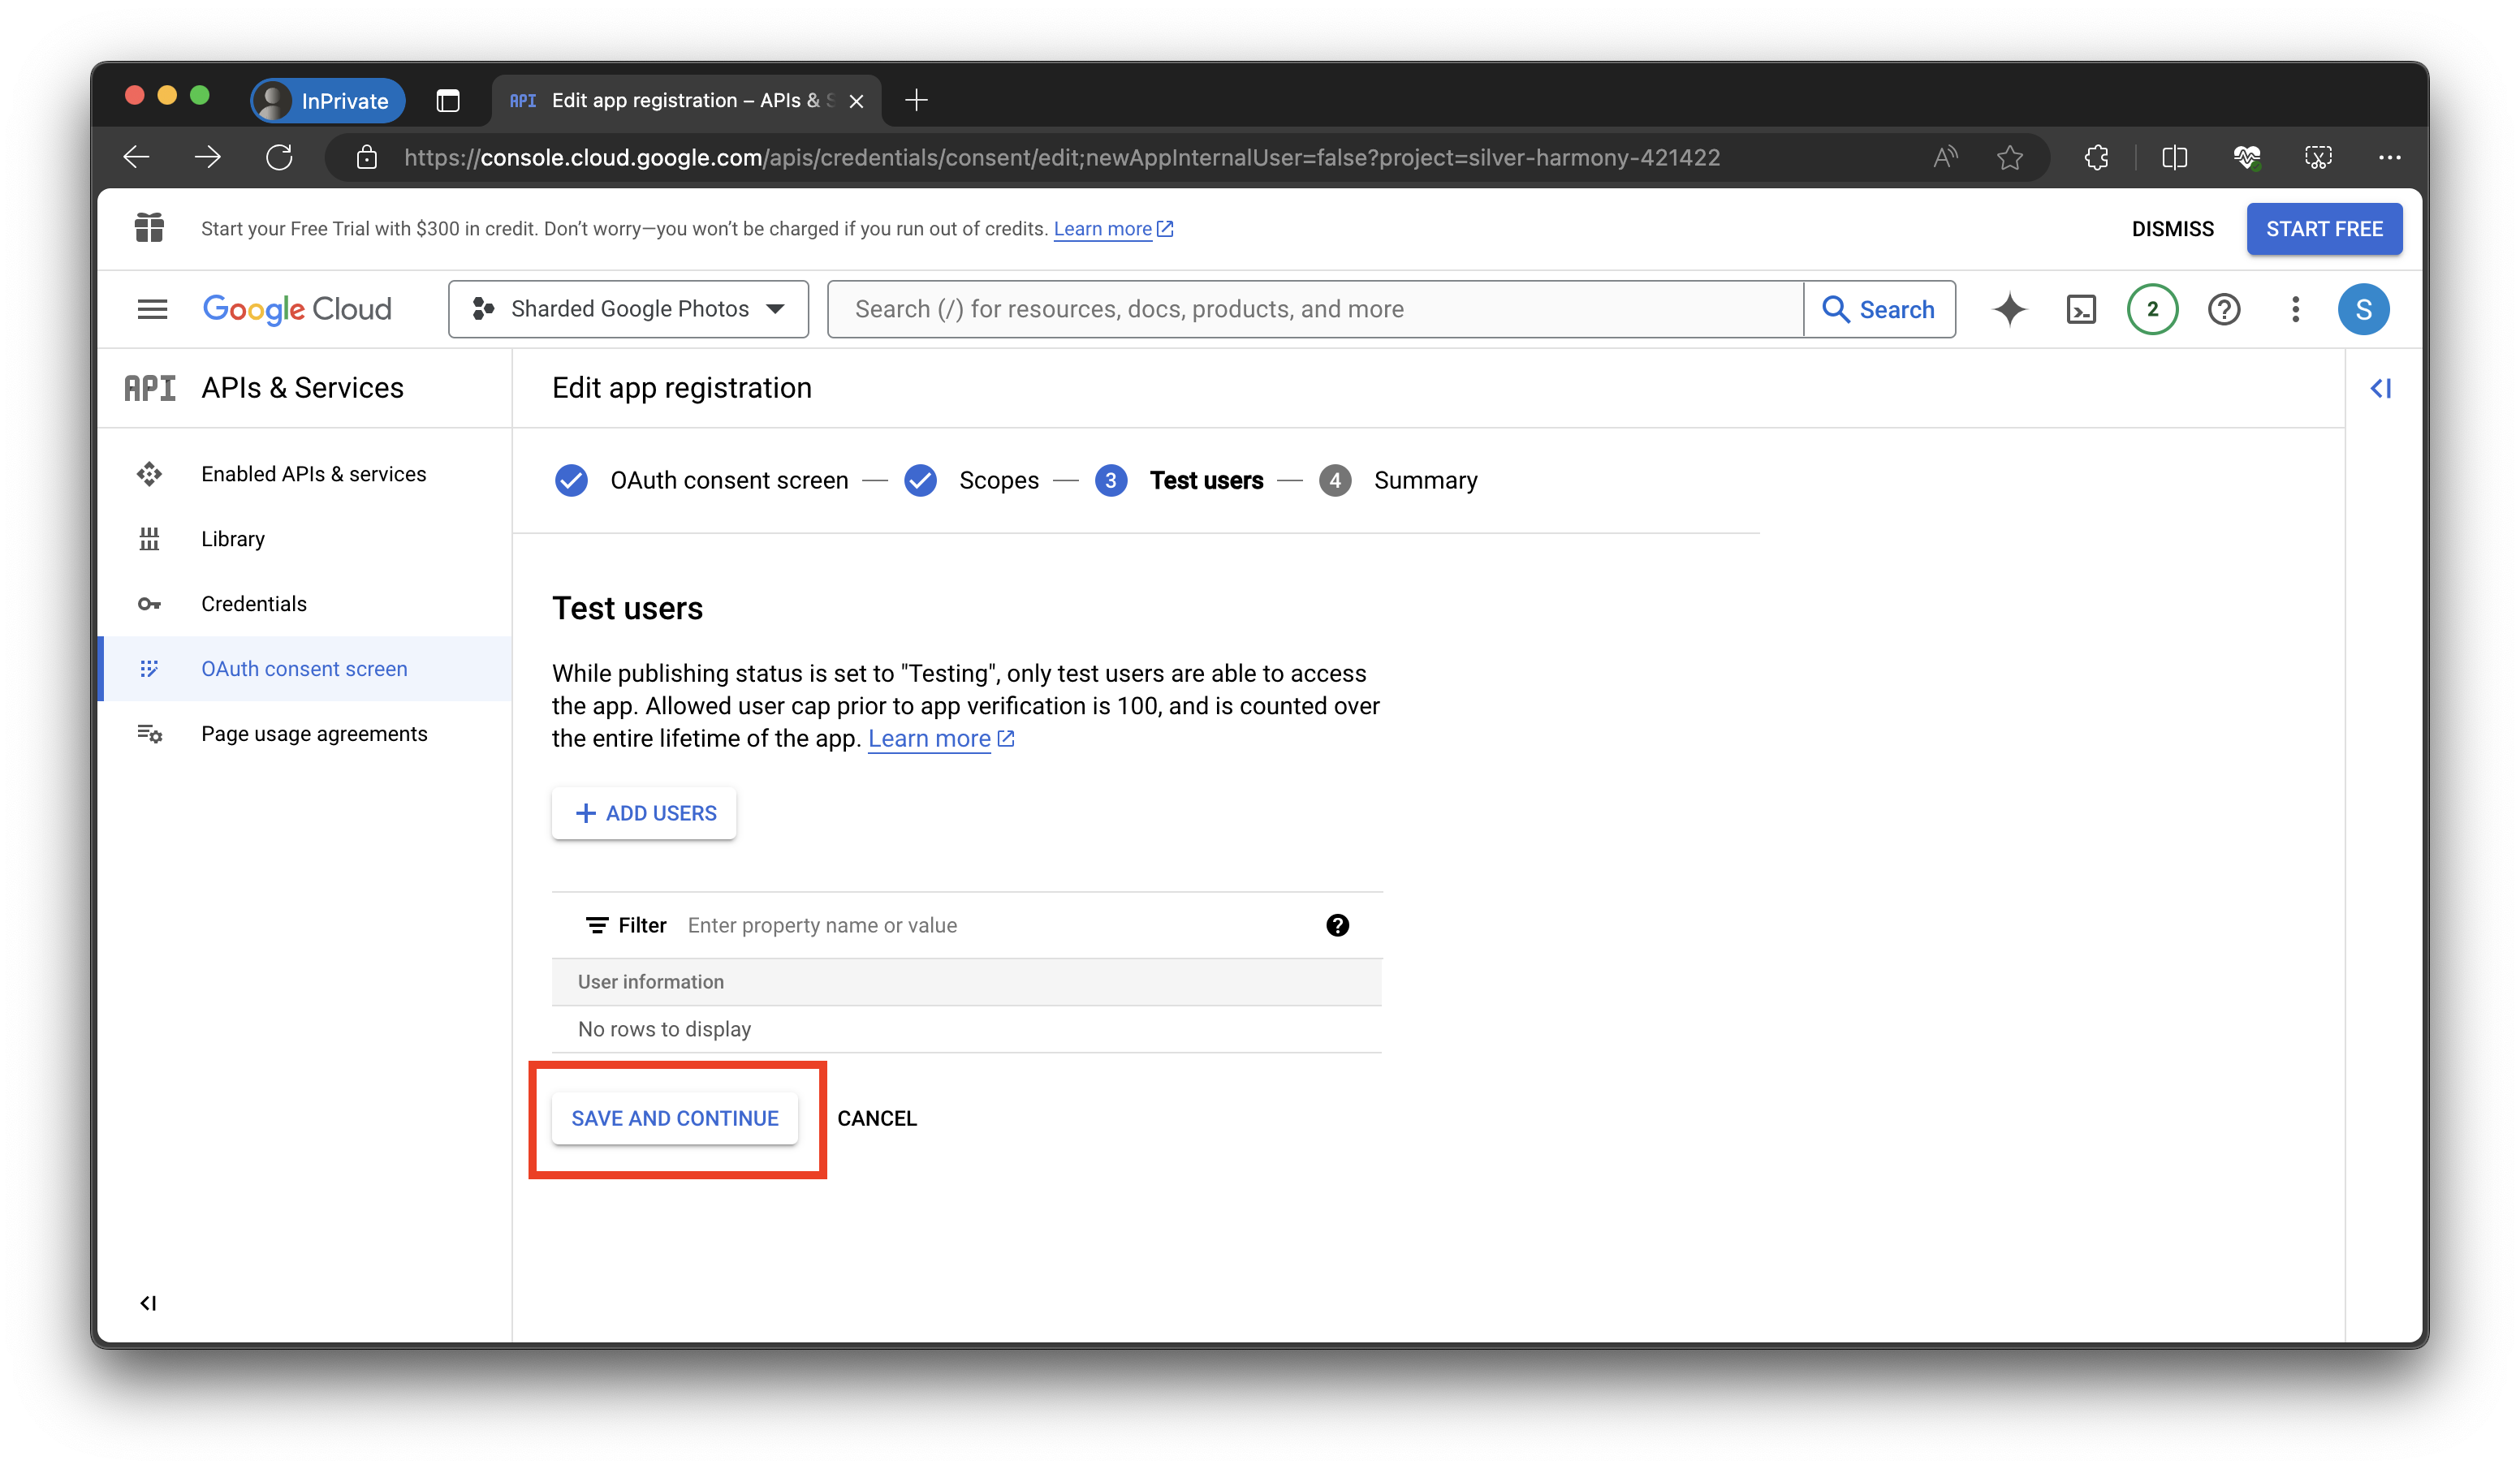 InPrivate
API Edit app registration – APIs & S
https://console.cloud.google.com/apis/credentials/consent/edit;newAppInternalUser=false?project=silver-harmony-421422
Start your Free Trial with $300 in credit. Don’t worry—you won’t be charged if you run out of credits. Learn more
DISMISS
START FREE
Google Cloud
Sharded Google Photos
Search (/) for resources, docs, products, and more
Search
2
S
API APIs & Services
Edit app registration
Enabled APIs & services
Library
Credentials
OAuth consent screen
Page usage agreements
OAuth consent screen — Scopes — 3 Test users — 4 Summary
Test users
While publishing status is set to "Testing", only test users are able to access
the app. Allowed user cap prior to app verification is 100, and is counted over
the entire lifetime of the app. Learn more
+ ADD USERS
Filter Enter property name or value
User information
No rows to display
SAVE AND CONTINUE
CANCEL